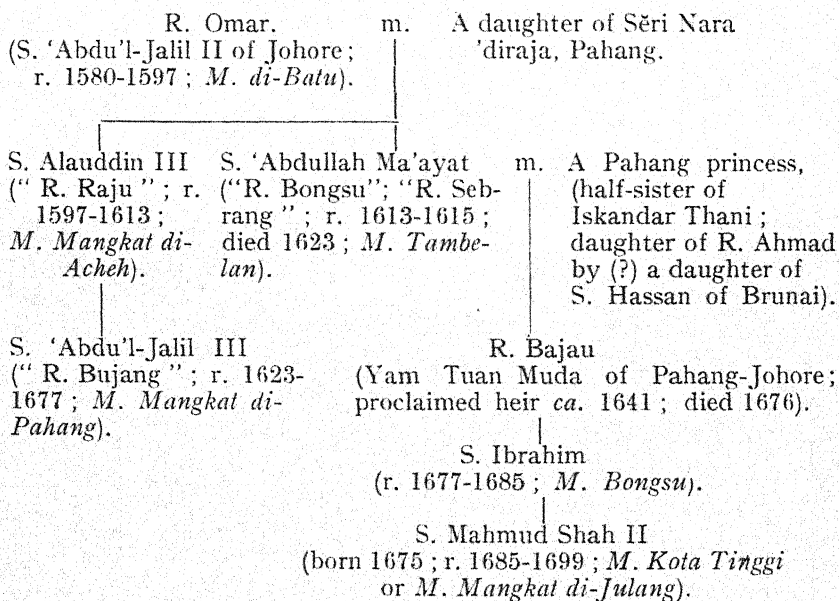 R. Omar. m. A daughter of Sĕri Nara
(S. 'Abdu'l-Jalil II of Johore; 'diraja, Pahang.
r. 1580-1597; M. di-Batu).
S. Alauddin III S. 'Abdullah Ma'ayat m. A Pahang princess,
(" R. Raju "; r. ("R. Bongsu"; "R. Seb- (half-sister of
1597-1613; rang "; r. 1613-1615; Iskandar Thani;
M. Mangkat di- died 1623; M. Tambe- daughter of R. Ahmad
Acheh). lan). by (?) a daughter of
S. Hassan of Brunai).
S. 'Abdu'l-Jalil III R. Bajau
(" R. Bujang "; r. 1623- (Yam Tuan Muda of Pahang-Johore;
1677; M. Mangkat di- proclaimed heir ca. 1641; died 1676).
Pahang).
S. Ibrahim
(r. 1677-1685; M. Bongsu).
S. Mahmud Shah II
(born 1675; r. 1685-1699; M. Kota Tinggi
or M. Mangkat di-Julang).